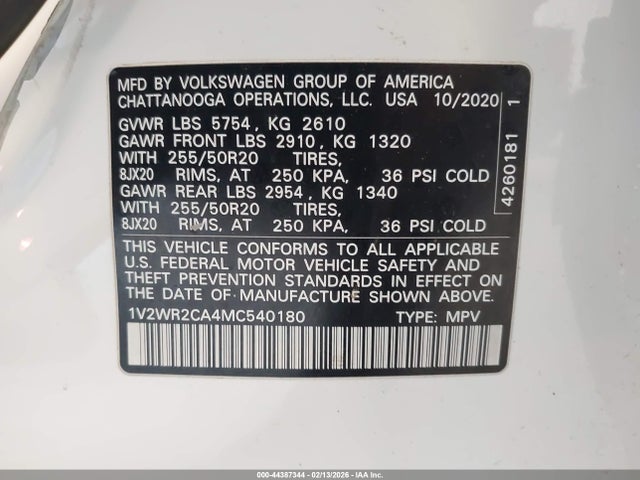 MFD BY VOLKSWAGEN GROUP OF AMERICA
CHATTANOOGA OPERATIONS, LLC. USA 10/2020
GVWR LBS 5754, KG 2610
GAWR FRONT LBS 2910, KG 1320
WITH 255/50R20 TIRES,
8JX20 RIMS, AT 250 KPA, 36 PSI COLD
GAWR REAR LBS 2954, KG 1340
WITH 255/50R20 TIRES,
8JX20 RIMS, AT 250 KPA, 36 PSI COLD
THIS VEHICLE CONFORMS TO ALL APPLICABLE
U.S. FEDERAL MOTOR VEHICLE SAFETY AND
THEFT PREVENTION STANDARDS IN EFFECT ON
THE DATE OF MANUFACTURE SHOWN ABOVE.
1V2WR2CA4MC540180 TYPE: MPV
4260181 1
000-44387344 - 02/13/2026 - IAA, Inc.